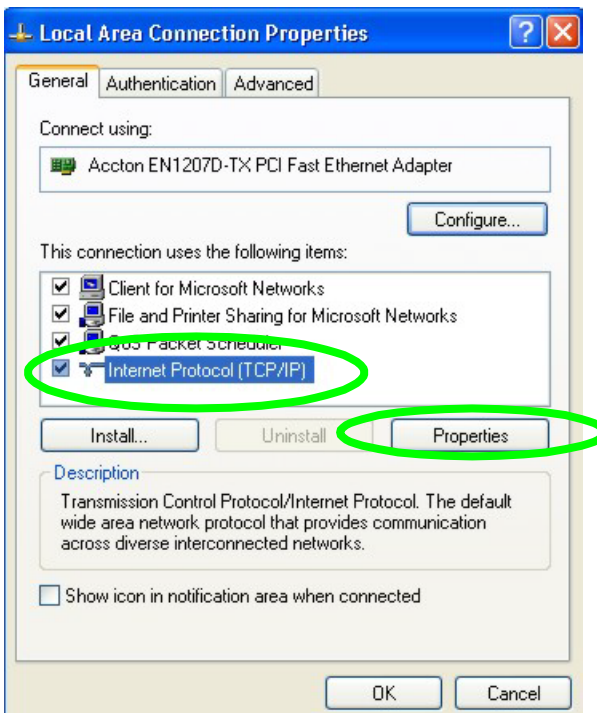 Local Area Connection Properties
General Authentication Advanced
Connect using:
Accton EN1207D-TX PCI Fast Ethernet Adapter
Configure...
This connection uses the following items:
Client for Microsoft Networks
File and Printer Sharing for Microsoft Networks
QoS Packet Scheduler
Internet Protocol (TCP/IP)
Install... Uninstall Properties
Description
Transmission Control Protocol/Internet Protocol. The default
wide area network protocol that provides communication
across diverse interconnected networks.
Show icon in notification area when connected
OK Cancel